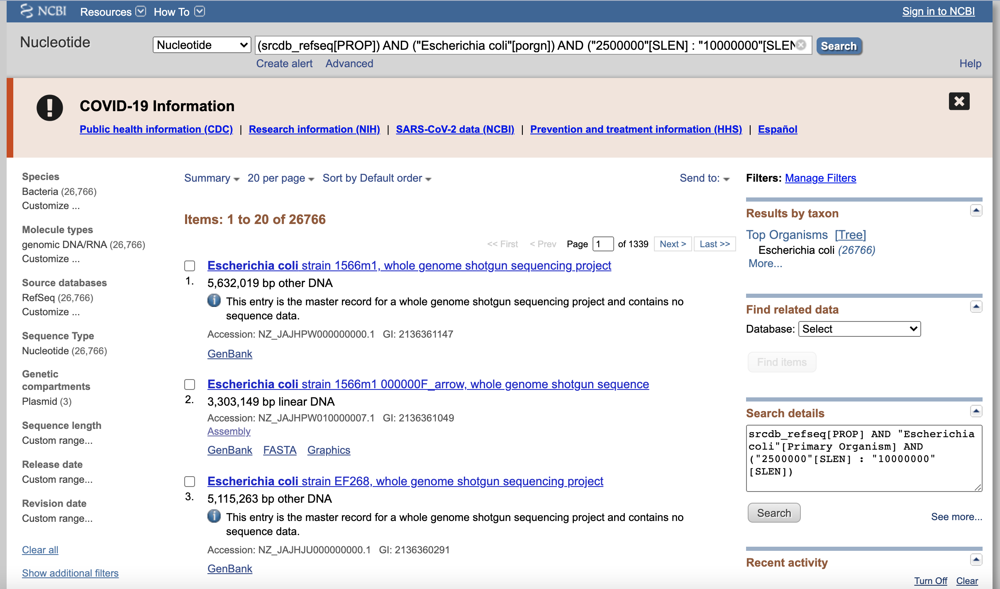 NCBI Resources How To Sign in to NCBI
Nucleotide Nucleotide (srcdb_refseq[PROP]) AND ("Escherichia coli"[porgn]) AND ("2500000"[SLEN] : "10000000"[SLEN Search
Create alert Advanced Help
COVID-19 Information
Public health information (CDC) | Research information (NIH) | SARS-CoV-2 data (NCBI) | Prevention and treatment information (HHS) | Español
Species
Bacteria (26,766)
Customize ...
Molecule types
genomic DNA/RNA (26,766)
Customize ...
Source databases
RefSeq (26,766)
Customize ...
Sequence Type
Nucleotide (26,766)
Genetic
compartments
Plasmid (3)
Sequence length
Custom range...
Release date
Custom range...
Revision date
Custom range...
Clear all
Show additional filters
Summary 20 per page Sort by Default order Send to:
Items: 1 to 20 of 26766
<< First < Prev Page 1 of 1339 Next > Last >>
Escherichia coli strain 1566m1, whole genome shotgun sequencing project
1. 5,632,019 bp other DNA
This entry is the master record for a whole genome shotgun sequencing project and contains no
sequence data.
Accession: NZ_JAJHPW000000000.1 GI: 2136361147
GenBank
Escherichia coli strain 1566m1 000000F_arrow, whole genome shotgun sequence
2. 3,303,149 bp linear DNA
Accession: NZ_JAJHPW010000007.1 GI: 2136361049
Assembly
GenBank FASTA Graphics
Escherichia coli strain EF268, whole genome shotgun sequencing project
3. 5,115,263 bp other DNA
This entry is the master record for a whole genome shotgun sequencing project and contains no
sequence data.
Accession: NZ_JAJHJU000000000.1 GI: 2136360291
GenBank
Filters: Manage Filters
Results by taxon
Top Organisms [Tree]
Escherichia coli (26766)
More...
Find related data
Database: Select
Find items
Search details
srcdb_refseq[PROP] AND "Escherichia
coli"[Primary Organism] AND
("2500000"[SLEN] : "10000000"
[SLEN])
Search See more...
Recent activity
Turn Off Clear